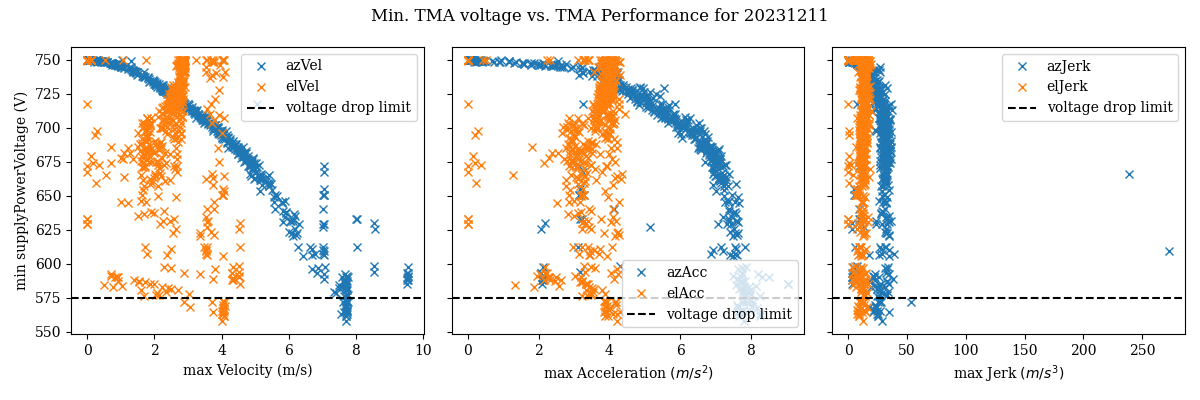 Min. TMA voltage vs. TMA Performance for 20231211
min supplyPowerVoltage (V)
750
725
700
675
650
625
600
575
550
azVel
elVel
voltage drop limit
0 2 4 6 8 10
max Velocity (m/s)
azAcc
elAcc
voltage drop limit
0 2 4 6 8
max Acceleration (m/s²)
azJerk
elJerk
voltage drop limit
0 50 100 150 200 250
max Jerk (m/s³)